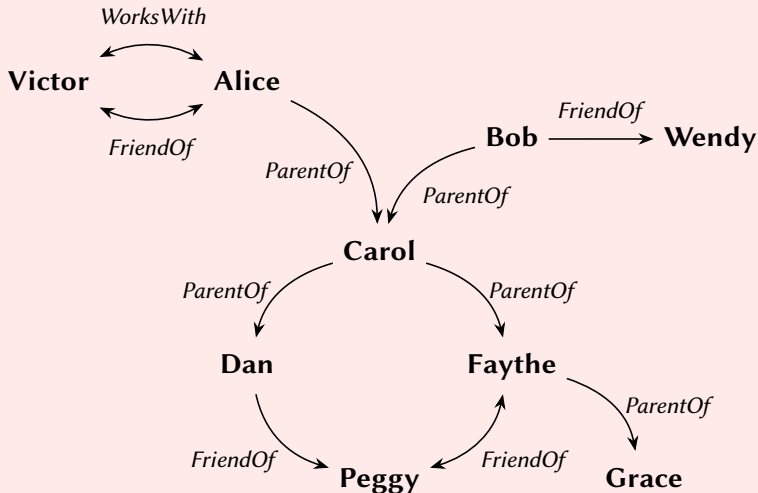 WorksWith
Victor
Alice
FriendOf
Bob
FriendOf
Wendy
ParentOf
ParentOf
Carol
ParentOf
ParentOf
Dan
Faythe
ParentOf
FriendOf
FriendOf
Peggy
Grace